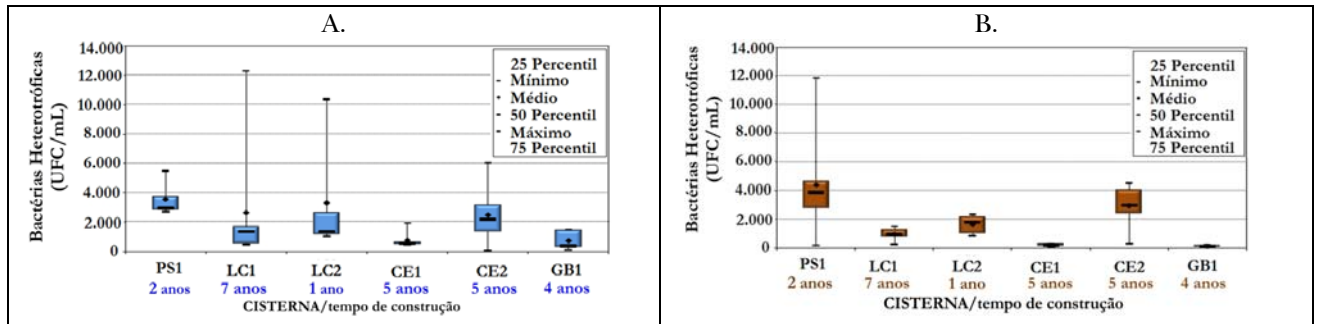 A.
Bactérias Heterotróficas
(UFC/mL)
14.000
12.000
10.000
8.000
6.000
4.000
2.000
0
25 Percentil
Mínimo
Médio
50 Percentil
Máximo
75 Percentil
PS1 LC1 LC2 CE1 CE2 GB1
2 anos 7 anos 1 ano 5 anos 5 anos 4 anos
CISTERNA/tempo de construção
B.
Bactérias Heterotróficas
(UFC/mL)
14.000
12.000
10.000
8.000
6.000
4.000
2.000
0
25 Percentil
Mínimo
Médio
50 Percentil
Máximo
75 Percentil
PS1 LC1 LC2 CE1 CE2 GB1
2 anos 7 anos 1 ano 5 anos 5 anos 4 anos
CISTERNA/tempo de construção